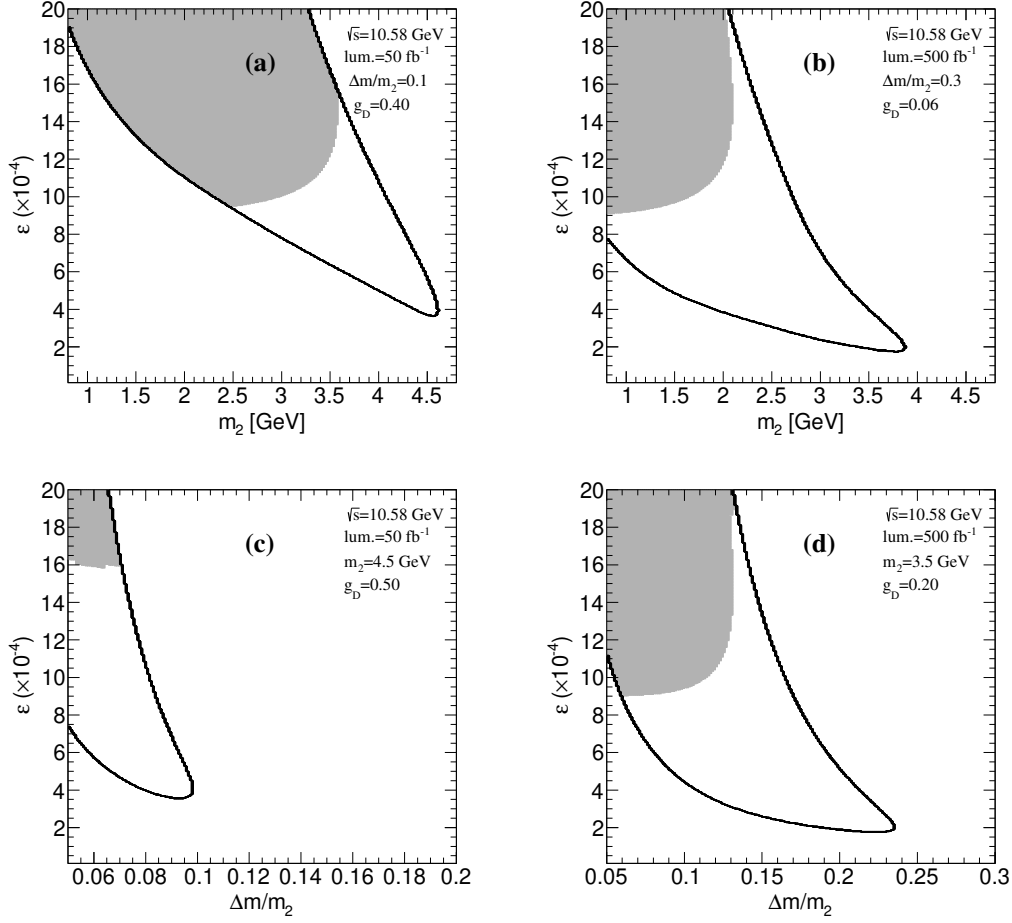 20
18
16
14
12
10
8
6
4
2
ε (×10⁻⁴)
(a)
√s=10.58 GeV
lum.=50 fb⁻¹
Δm/m₂=0.1
g_D=0.40
1 1.5 2 2.5 3 3.5 4 4.5
m₂ [GeV]
20
18
16
14
12
10
8
6
4
2
ε (×10⁻⁴)
(b)
√s=10.58 GeV
lum.=500 fb⁻¹
Δm/m₂=0.3
g_D=0.06
1 1.5 2 2.5 3 3.5 4 4.5
m₂ [GeV]
20
18
16
14
12
10
8
6
4
2
ε (×10⁻⁴)
(c)
√s=10.58 GeV
lum.=50 fb⁻¹
m₂=4.5 GeV
g_D=0.50
0.06 0.08 0.1 0.12 0.14 0.16 0.18 0.2
Δm/m₂
20
18
16
14
12
10
8
6
4
2
ε (×10⁻⁴)
(d)
√s=10.58 GeV
lum.=500 fb⁻¹
m₂=3.5 GeV
g_D=0.20
0.05 0.1 0.15 0.2 0.25 0.3
Δm/m₂